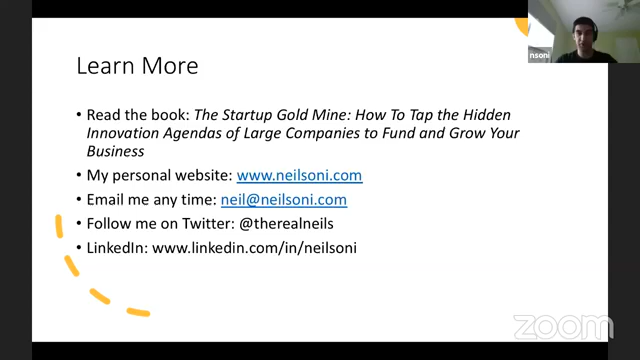 nsoni
Learn More
• Read the book: The Startup Gold Mine: How To Tap the Hidden
Innovation Agendas of Large Companies to Fund and Grow Your
Business
• My personal website: www.neilsoni.com
• Email me any time: neil@neilsoni.com
• Follow me on Twitter: @therealneils
• LinkedIn: www.linkedin.com/in/neilsoni
zoom